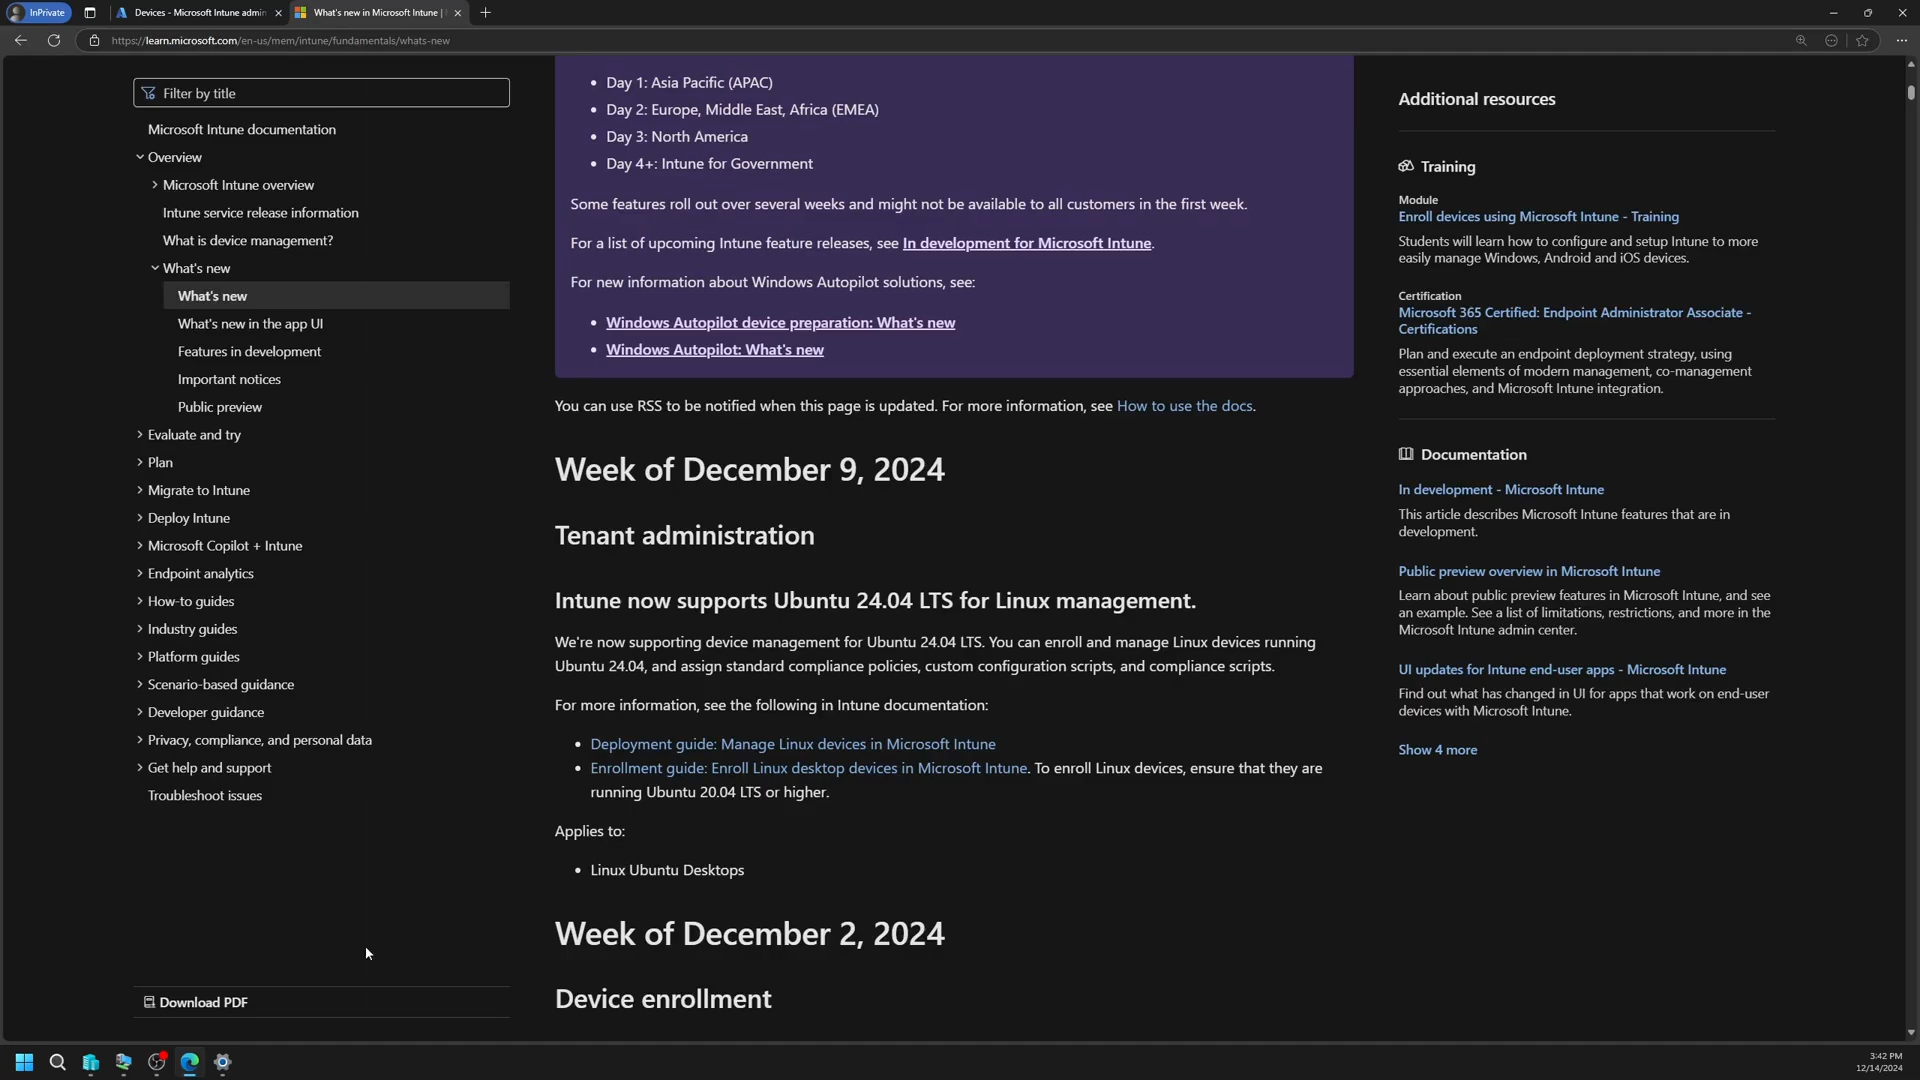 InPrivate
Devices - Microsoft Intune admin
What's new in Microsoft Intune |
https://learn.microsoft.com/en-us/mem/intune/fundamentals/whats-new
Filter by title
Microsoft Intune documentation
Overview
Microsoft Intune overview
Intune service release information
What is device management?
What's new
What's new
What's new in the app UI
Features in development
Important notices
Public preview
Evaluate and try
Plan
Migrate to Intune
Deploy Intune
Microsoft Copilot + Intune
Endpoint analytics
How-to guides
Industry guides
Platform guides
Scenario-based guidance
Developer guidance
Privacy, compliance, and personal data
Get help and support
Troubleshoot issues
Download PDF
• Day 1: Asia Pacific (APAC)
• Day 2: Europe, Middle East, Africa (EMEA)
• Day 3: North America
• Day 4+: Intune for Government
Some features roll out over several weeks and might not be available to all customers in the first week.
For a list of upcoming Intune feature releases, see In development for Microsoft Intune.
For new information about Windows Autopilot solutions, see:
• Windows Autopilot device preparation: What's new
• Windows Autopilot: What's new
You can use RSS to be notified when this page is updated. For more information, see How to use the docs.
Week of December 9, 2024
Tenant administration
Intune now supports Ubuntu 24.04 LTS for Linux management.
We're now supporting device management for Ubuntu 24.04 LTS. You can enroll and manage Linux devices running
Ubuntu 24.04, and assign standard compliance policies, custom configuration scripts, and compliance scripts.
For more information, see the following in Intune documentation:
• Deployment guide: Manage Linux devices in Microsoft Intune
• Enrollment guide: Enroll Linux desktop devices in Microsoft Intune. To enroll Linux devices, ensure that they are
running Ubuntu 20.04 LTS or higher.
Applies to:
• Linux Ubuntu Desktops
Week of December 2, 2024
Device enrollment
Additional resources
Training
Module
Enroll devices using Microsoft Intune - Training
Students will learn how to configure and setup Intune to more
easily manage Windows, Android and iOS devices.
Certification
Microsoft 365 Certified: Endpoint Administrator Associate -
Certifications
Plan and execute an endpoint deployment strategy, using
essential elements of modern management, co-management
approaches, and Microsoft Intune integration.
Documentation
In development - Microsoft Intune
This article describes Microsoft Intune features that are in
development.
Public preview overview in Microsoft Intune
Learn about public preview features in Microsoft Intune, and see
an example. See a list of limitations, restrictions, and more in the
Microsoft Intune admin center.
UI updates for Intune end-user apps - Microsoft Intune
Find out what has changed in UI for apps that work on end-user
devices with Microsoft Intune.
Show 4 more
3:42 PM
12/14/2024